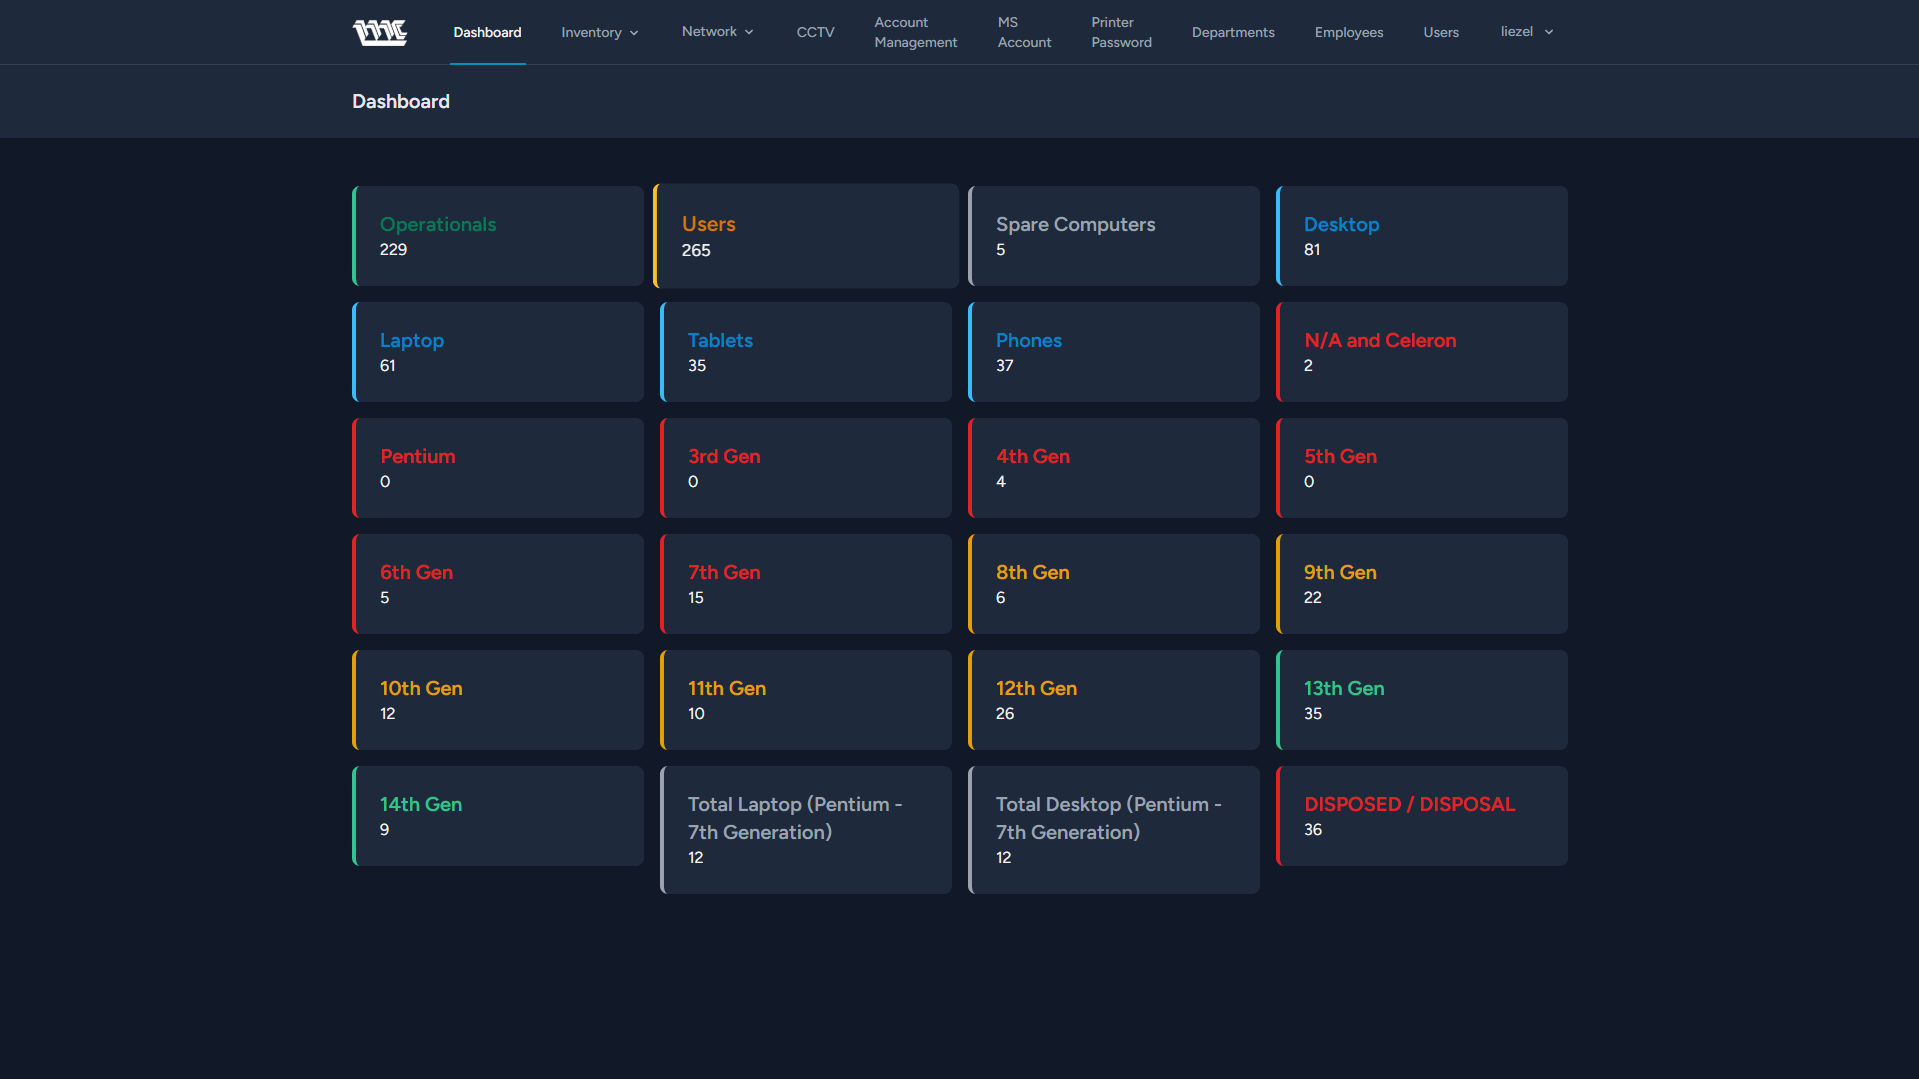 Dashboard
Inventory
Network
CCTV
Account
Management
MS
Account
Printer
Password
Departments
Employees
Users
liezel
Dashboard
Operationals
229
Users
265
Spare Computers
5
Desktop
81
Laptop
61
Tablets
35
Phones
37
N/A and Celeron
2
Pentium
0
3rd Gen
0
4th Gen
4
5th Gen
0
6th Gen
5
7th Gen
15
8th Gen
6
9th Gen
22
10th Gen
12
11th Gen
10
12th Gen
26
13th Gen
35
14th Gen
9
Total Laptop (Pentium -
7th Generation)
12
Total Desktop (Pentium -
7th Generation)
12
DISPOSED / DISPOSAL
36